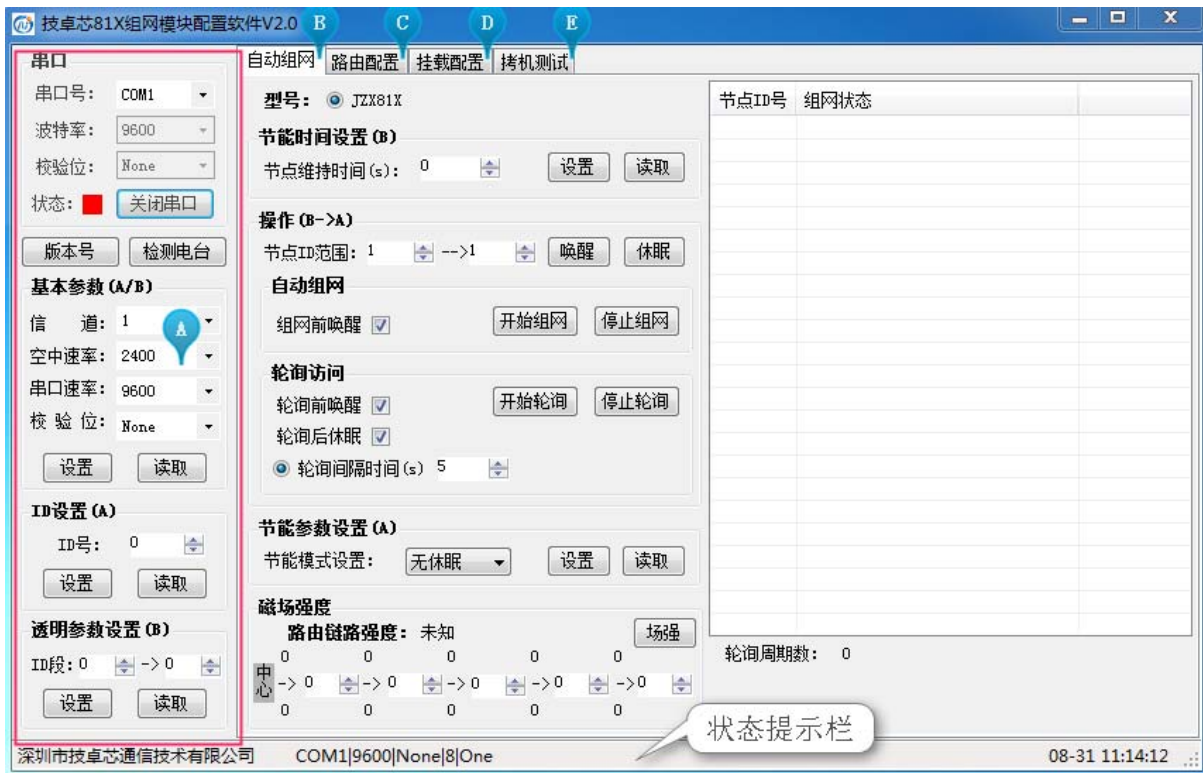 技卓芯81X组网模块配置软件V2.0
B
C
D
E
串口
串口号: COM1
波特率: 9600
校验位: None
状态: 关闭串口
版本号 检测电台
基本参数(A/B)
信 道: 1
A
空中速率: 2400
串口速率: 9600
校 验 位: None
设置 读取
ID设置(A)
ID号: 0
设置 读取
透明参数设置(B)
ID段: 0 -> 0
设置 读取
自动组网 路由配置 挂载配置 拷机测试
型号: JZX81X
节能时间设置(B)
节点维持时间(s): 0 设置 读取
操作(B->A)
节点ID范围: 1 -->1 唤醒 休眠
自动组网
组网前唤醒 开始组网 停止组网
轮询访问
轮询前唤醒 开始轮询 停止轮询
轮询后休眠
轮询间隔时间(s) 5
节能参数设置(A)
节能模式设置: 无休眠 设置 读取
磁场强度
路由链路强度: 未知 场强
0 0 0 0 0
中心 -> 0 -> 0 -> 0 ->0 ->0
0 0 0 0 0
节点ID号 组网状态
轮询周期数: 0
状态提示栏
深圳市技卓芯通信技术有限公司 COM1|9600|None|8|One 08-31 11:14:12